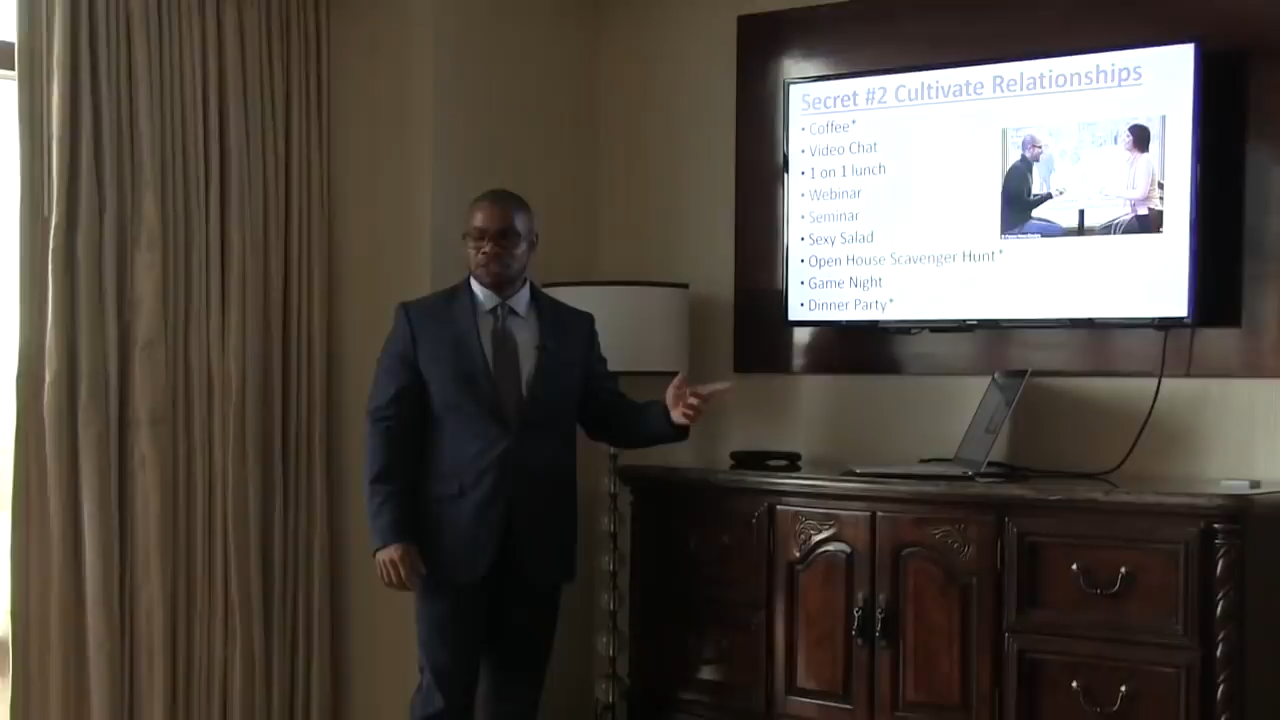 Secret #2 Cultivate Relationships
• Coffee*
• Video Chat
• 1 on 1 lunch
• Webinar
• Seminar
• Sexy Salad
• Open House Scavenger Hunt*
• Game Night
• Dinner Party*